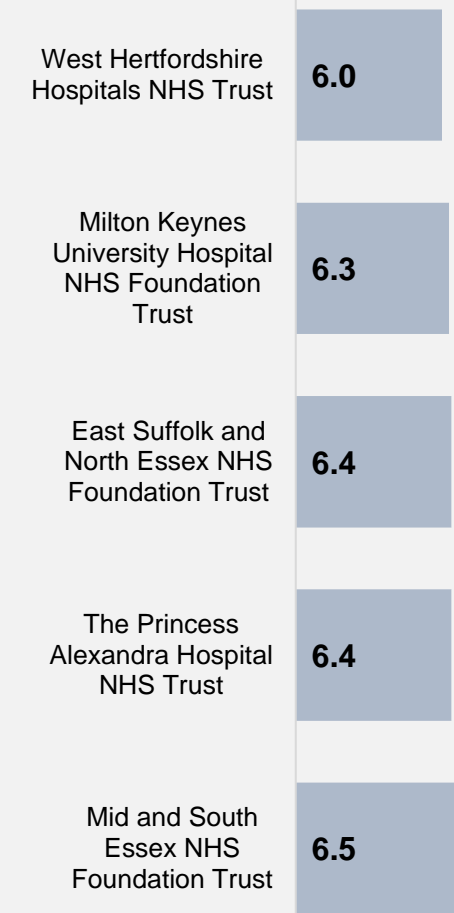 West Hertfordshire
Hospitals NHS Trust
6.0
Milton Keynes
University Hospital
NHS Foundation
Trust
6.3
East Suffolk and
North Essex NHS
Foundation Trust
6.4
The Princess
Alexandra Hospital
NHS Trust
6.4
Mid and South
Essex NHS
Foundation Trust
6.5